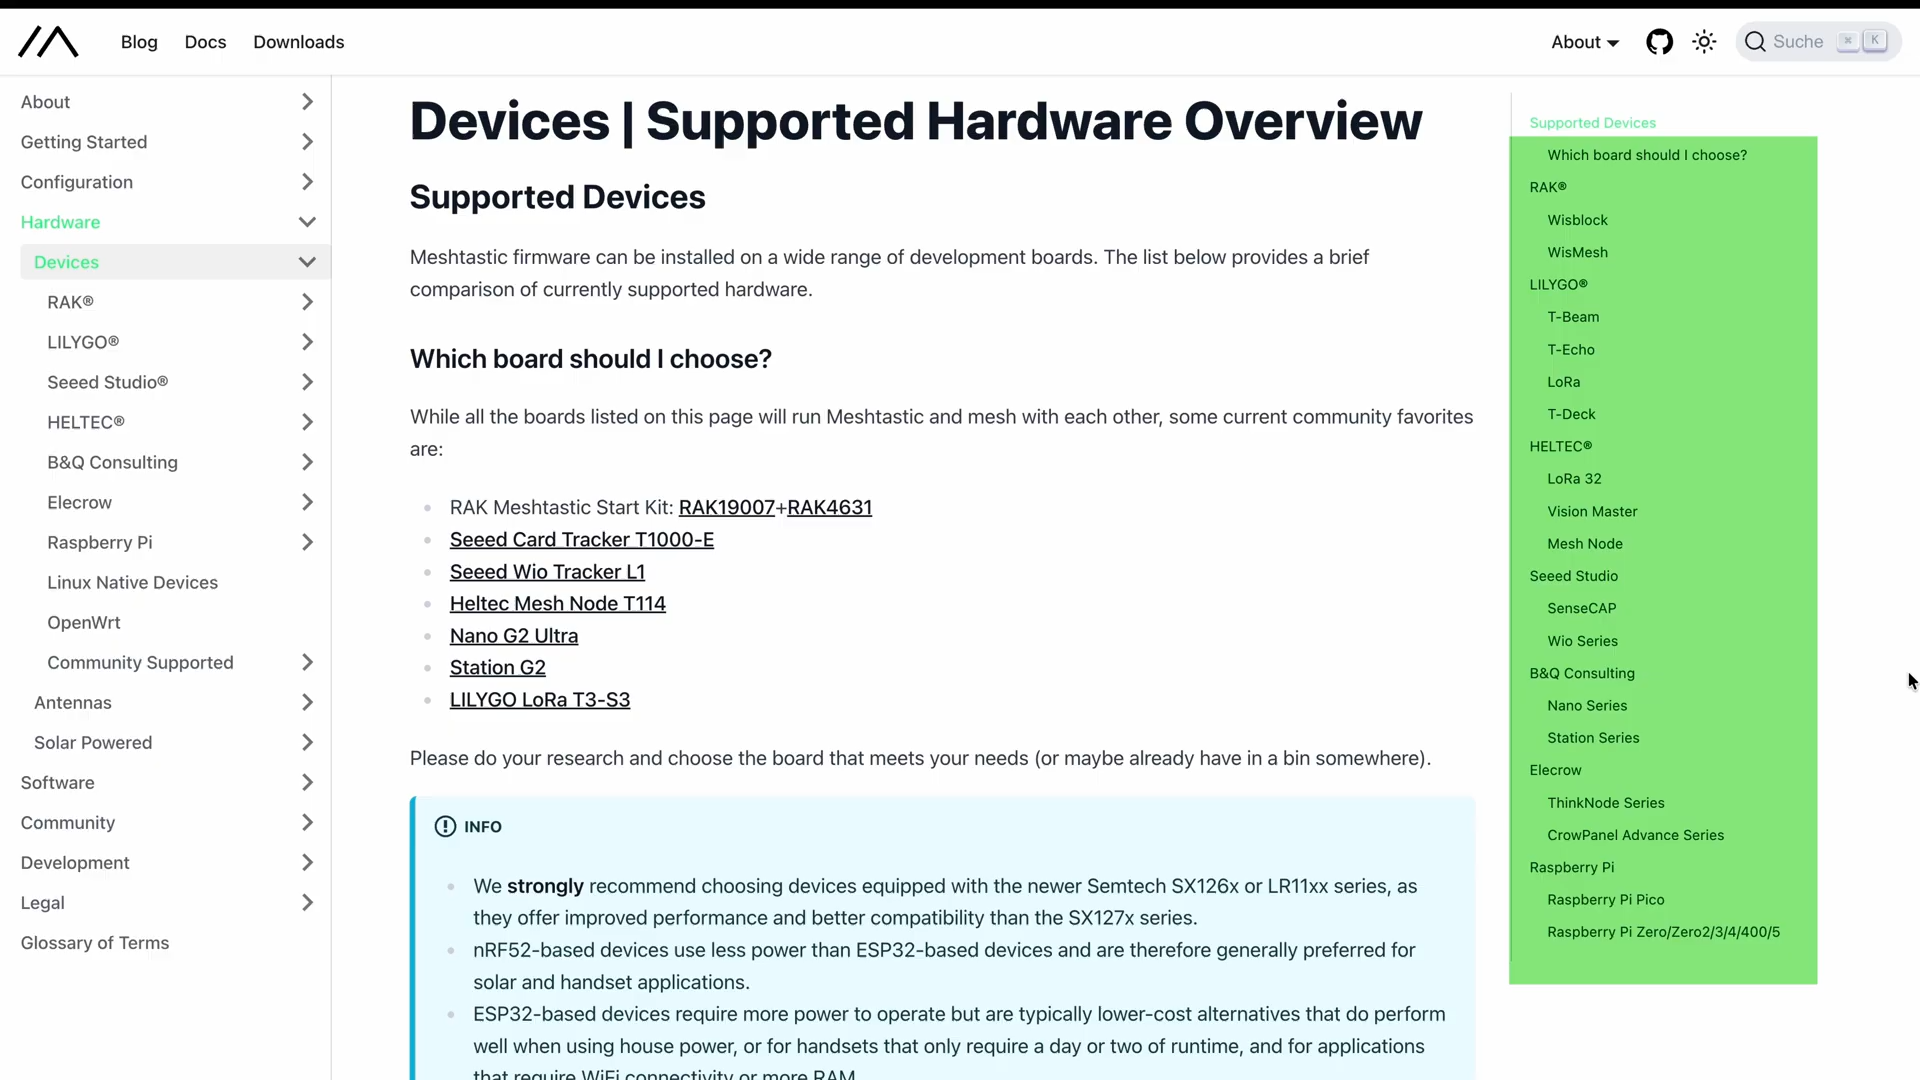 Blog Docs Downloads
About
Suche ⌘ K
About
Getting Started
Configuration
Hardware
Devices
RAK®
LILYGO®
Seeed Studio®
HELTEC®
B&Q Consulting
Elecrow
Raspberry Pi
Linux Native Devices
OpenWrt
Community Supported
Antennas
Solar Powered
Software
Community
Development
Legal
Glossary of Terms
Devices | Supported Hardware Overview
Supported Devices
Meshtastic firmware can be installed on a wide range of development boards. The list below provides a brief
comparison of currently supported hardware.
Which board should I choose?
While all the boards listed on this page will run Meshtastic and mesh with each other, some current community favorites
are:
RAK Meshtastic Start Kit: RAK19007+RAK4631
Seeed Card Tracker T1000-E
Seeed Wio Tracker L1
Heltec Mesh Node T114
Nano G2 Ultra
Station G2
LILYGO LoRa T3-S3
Please do your research and choose the board that meets your needs (or maybe already have in a bin somewhere).
INFO
We strongly recommend choosing devices equipped with the newer Semtech SX126x or LR11xx series, as
they offer improved performance and better compatibility than the SX127x series.
nRF52-based devices use less power than ESP32-based devices and are therefore generally preferred for
solar and handset applications.
ESP32-based devices require more power to operate but are typically lower-cost alternatives that do perform
well when using house power, or for handsets that only require a day or two of runtime, and for applications
that require WiFi connectivity or more RAM.
Supported Devices
Which board should I choose?
RAK®
Wisblock
WisMesh
LILYGO®
T-Beam
T-Echo
LoRa
T-Deck
HELTEC®
LoRa 32
Vision Master
Mesh Node
Seeed Studio
SenseCAP
Wio Series
B&Q Consulting
Nano Series
Station Series
Elecrow
ThinkNode Series
CrowPanel Advance Series
Raspberry Pi
Raspberry Pi Pico
Raspberry Pi Zero/Zero2/3/4/400/5